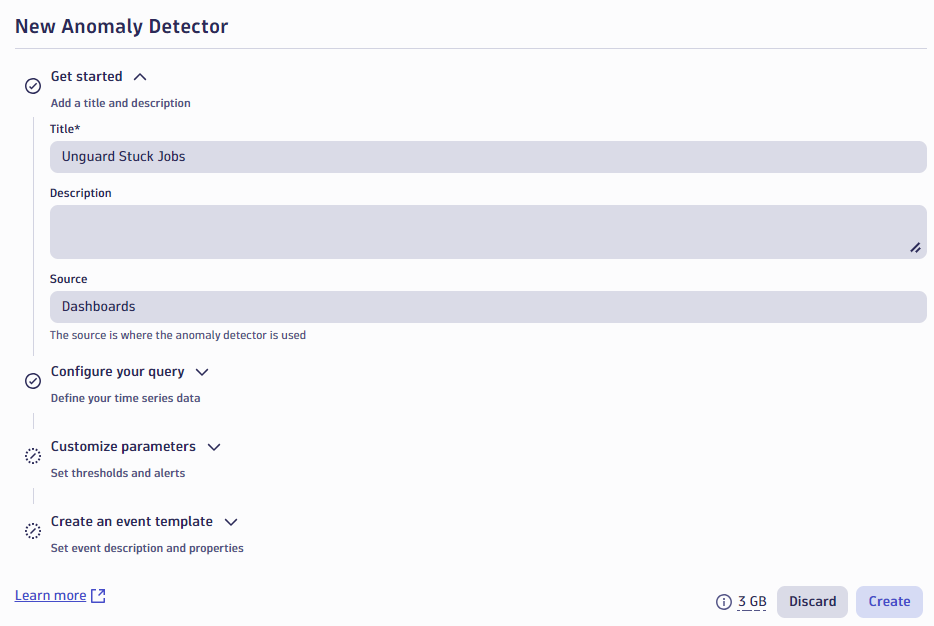 New Anomaly Detector
Get started
Add a title and description
Title*
Unguard Stuck Jobs
Description
Source
Dashboards
The source is where the anomaly detector is used
Configure your query
Define your time series data
Customize parameters
Set thresholds and alerts
Create an event template
Set event description and properties
Learn more
3 GB
Discard
Create